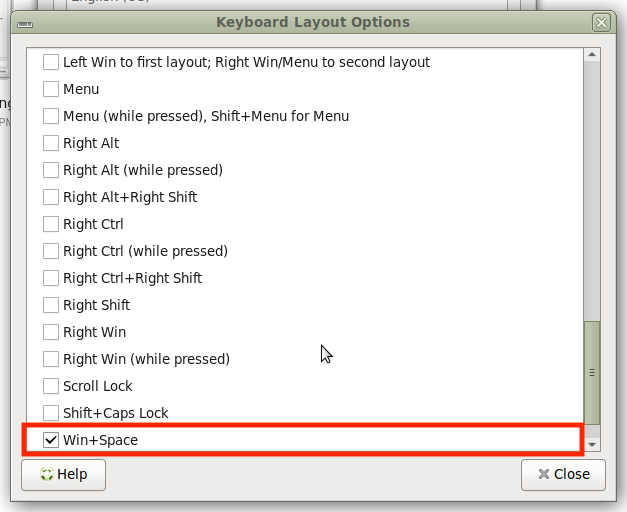 English (US)
Keyboard Layout Options
Left Win to first layout; Right Win/Menu to second layout
Menu
Menu (while pressed), Shift+Menu for Menu
Right Alt
Right Alt (while pressed)
Right Alt+Right Shift
Right Ctrl
Right Ctrl (while pressed)
Right Ctrl+Right Shift
Right Shift
Right Win
Right Win (while pressed)
Scroll Lock
Shift+Caps Lock
Win+Space
Help
Close